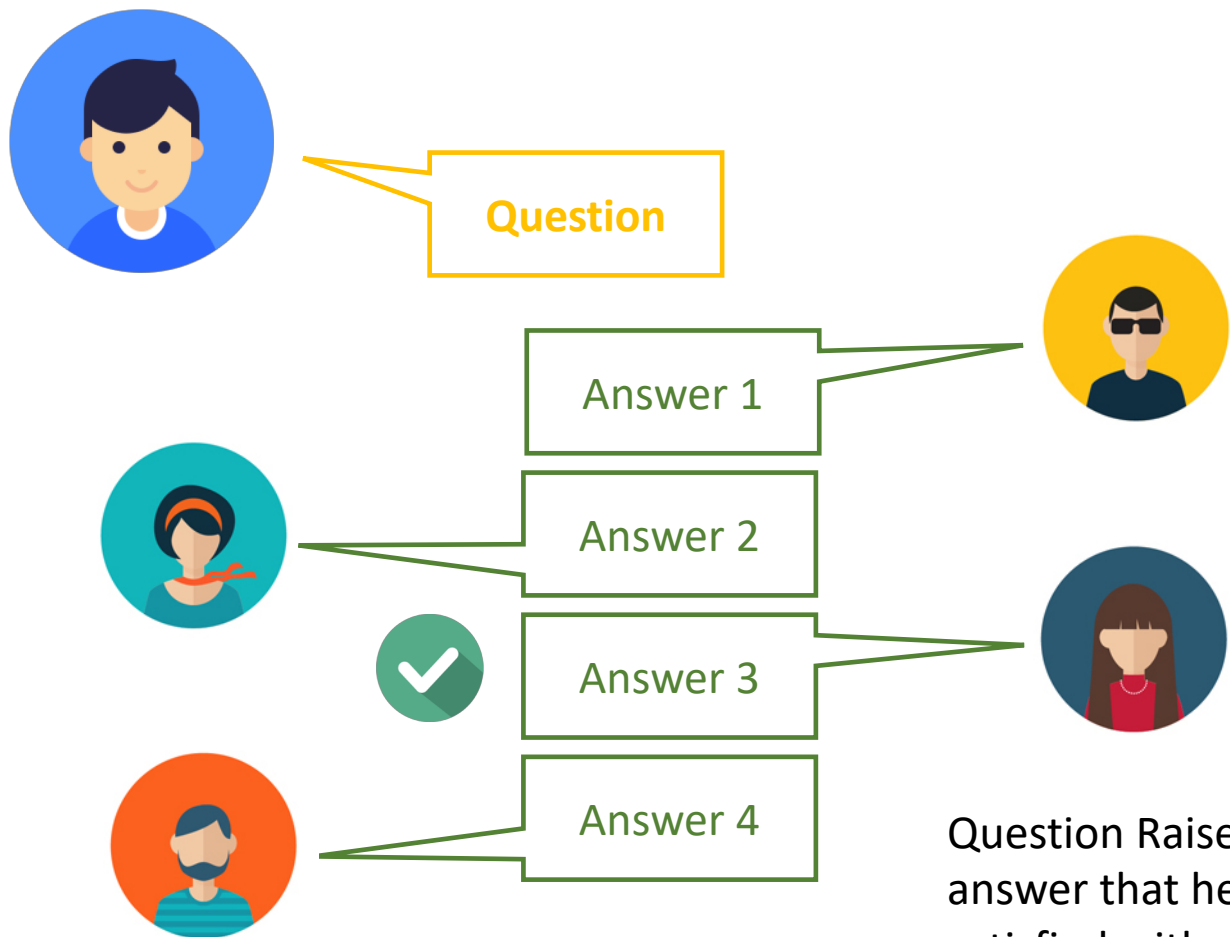 Question
Answer 1
Answer 2
Answer 3
Answer 4
Question Raise
answer that he